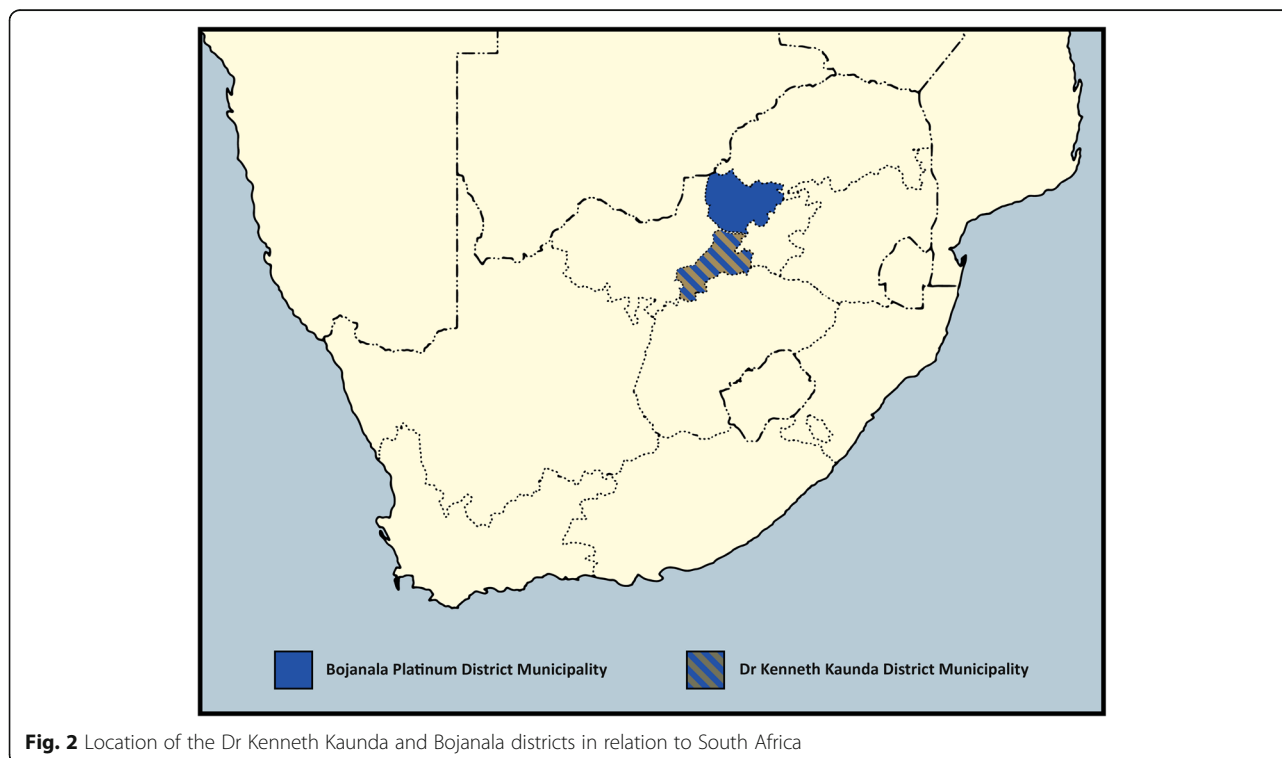 Bojanala Platinum District Municipality
Dr Kenneth Kaunda District Municipality
Fig. 2 Location of the Dr Kenneth Kaunda and Bojanala districts in relation to South Africa